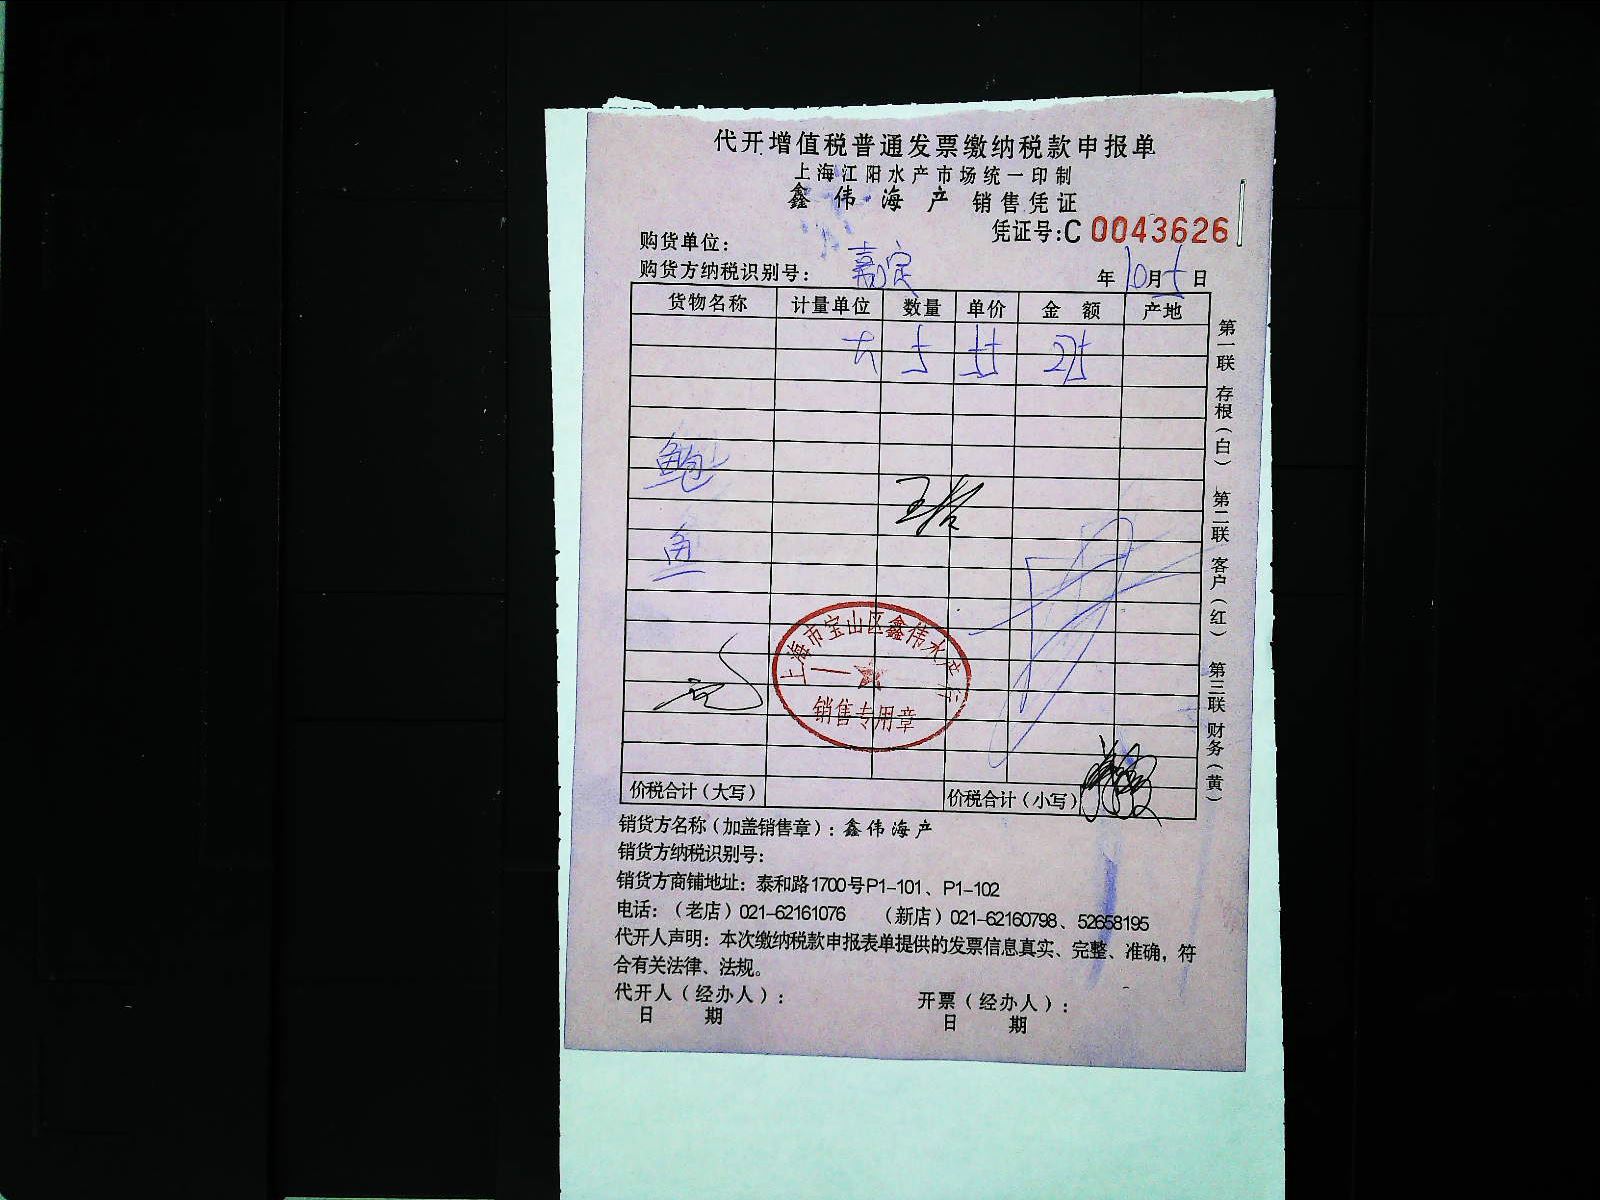 代开增值税普通发票缴纳税款申报单
上海江阳水产市场统一印制
鑫伟海产 销售凭证
凭证号:C 0043626
购货单位:
嘉定
购货方纳税识别号: 年10月5日
货物名称 计量单位 数量 单价 金额 产地
大 5 55 275
鲍
鱼
上海市宝山区鑫伟水产行
销售专用章
价税合计(大写) 价税合计(小写)
第一联 存根(白) 第二联 客户(红) 第三联 财务(黄)
销货方名称(加盖销售章):鑫伟海产
销货方纳税识别号:
销货方商铺地址:泰和路1700号P1-101、P1-102
电话:(老店)021-62161076 (新店)021-62160798、52658195
代开人声明:本次缴纳税款申报表单提供的发票信息真实、完整、准确,符
合有关法律、法规。
代开人(经办人): 开票(经办人):
日期 日期